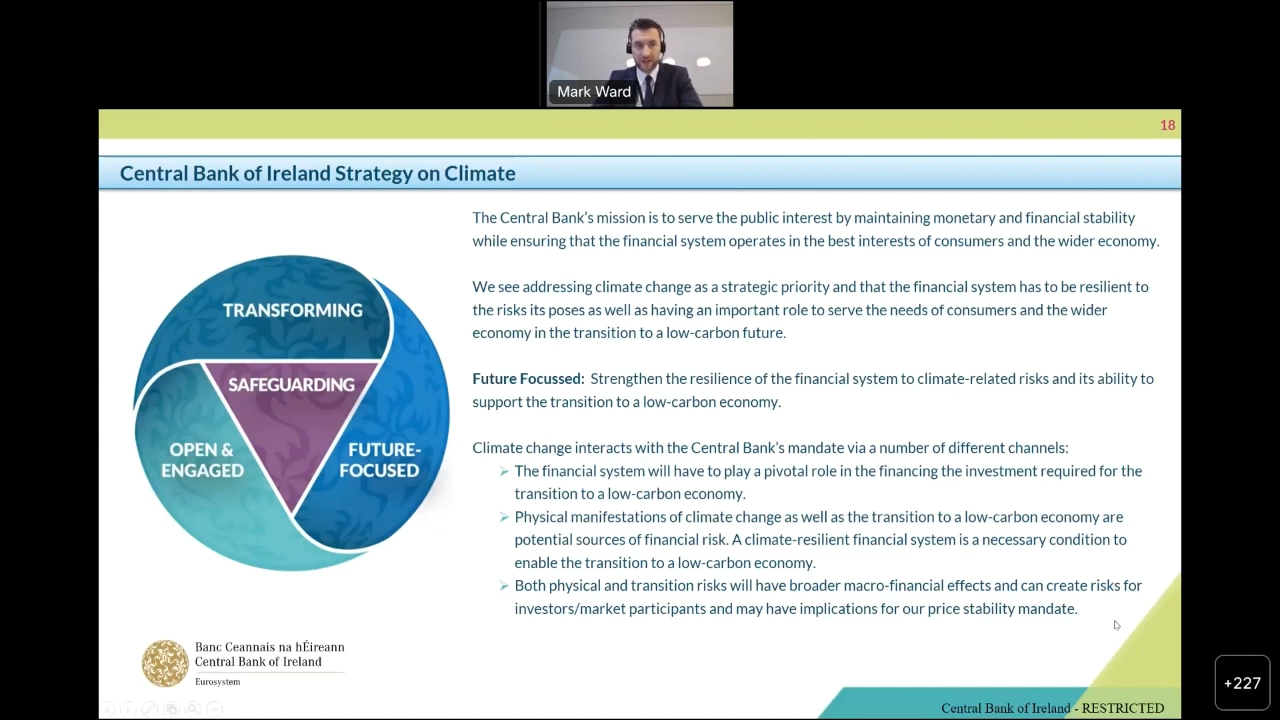 Mark Ward
18
Central Bank of Ireland Strategy on Climate
The Central Bank's mission is to serve the public interest by maintaining monetary and financial stability
while ensuring that the financial system operates in the best interests of consumers and the wider economy.
We see addressing climate change as a strategic priority and that the financial system has to be resilient to
the risks its poses as well as having an important role to serve the needs of consumers and the wider
economy in the transition to a low-carbon future.
Future Focussed: Strengthen the resilience of the financial system to climate-related risks and its ability to
support the transition to a low-carbon economy.
Climate change interacts with the Central Bank's mandate via a number of different channels:
The financial system will have to play a pivotal role in the financing the investment required for the
transition to a low-carbon economy.
Physical manifestations of climate change as well as the transition to a low-carbon economy are
potential sources of financial risk. A climate-resilient financial system is a necessary condition to
enable the transition to a low-carbon economy.
Both physical and transition risks will have broader macro-financial effects and can create risks for
investors/market participants and may have implications for our price stability mandate.
TRANSFORMING
SAFEGUARDING
OPEN &
ENGAGED
FUTURE-
FOCUSED
Banc Ceannais na hÉireann
Central Bank of Ireland
Eurosystem
Central Bank of Ireland - RESTRICTED
+227